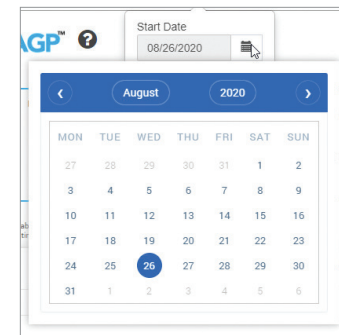 AGP™ ?
Start Date
08/26/2020
August 2020
MON TUE WED THU FRI SAT SUN
27 28 29 30 31 1 2
3 4 5 6 7 8 9
10 11 12 13 14 15 16
17 18 19 20 21 22 23
24 25 26 27 28 29 30
31 1 2 3 4 5 6